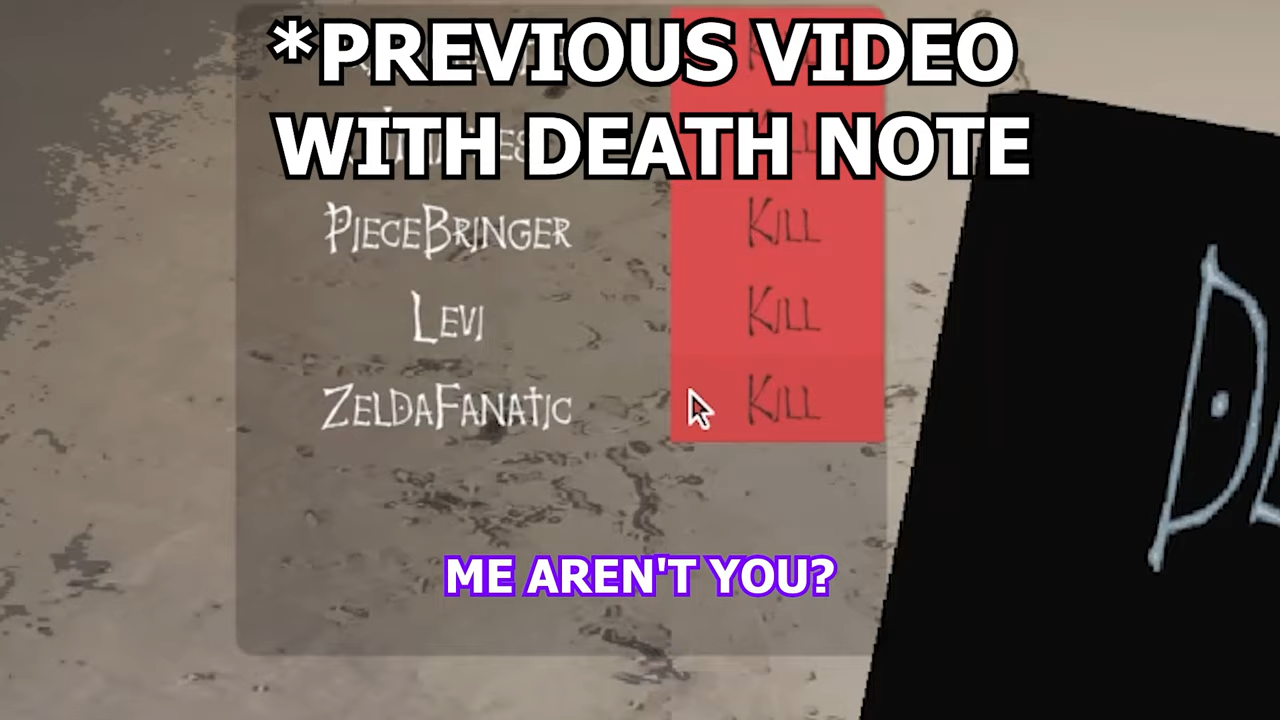 *PREVIOUS VIDEO
WITH DEATH NOTE
PIECEBRINGER KILL
LEVI KILL
ZELDAFANATIC KILL
ME AREN'T YOU?